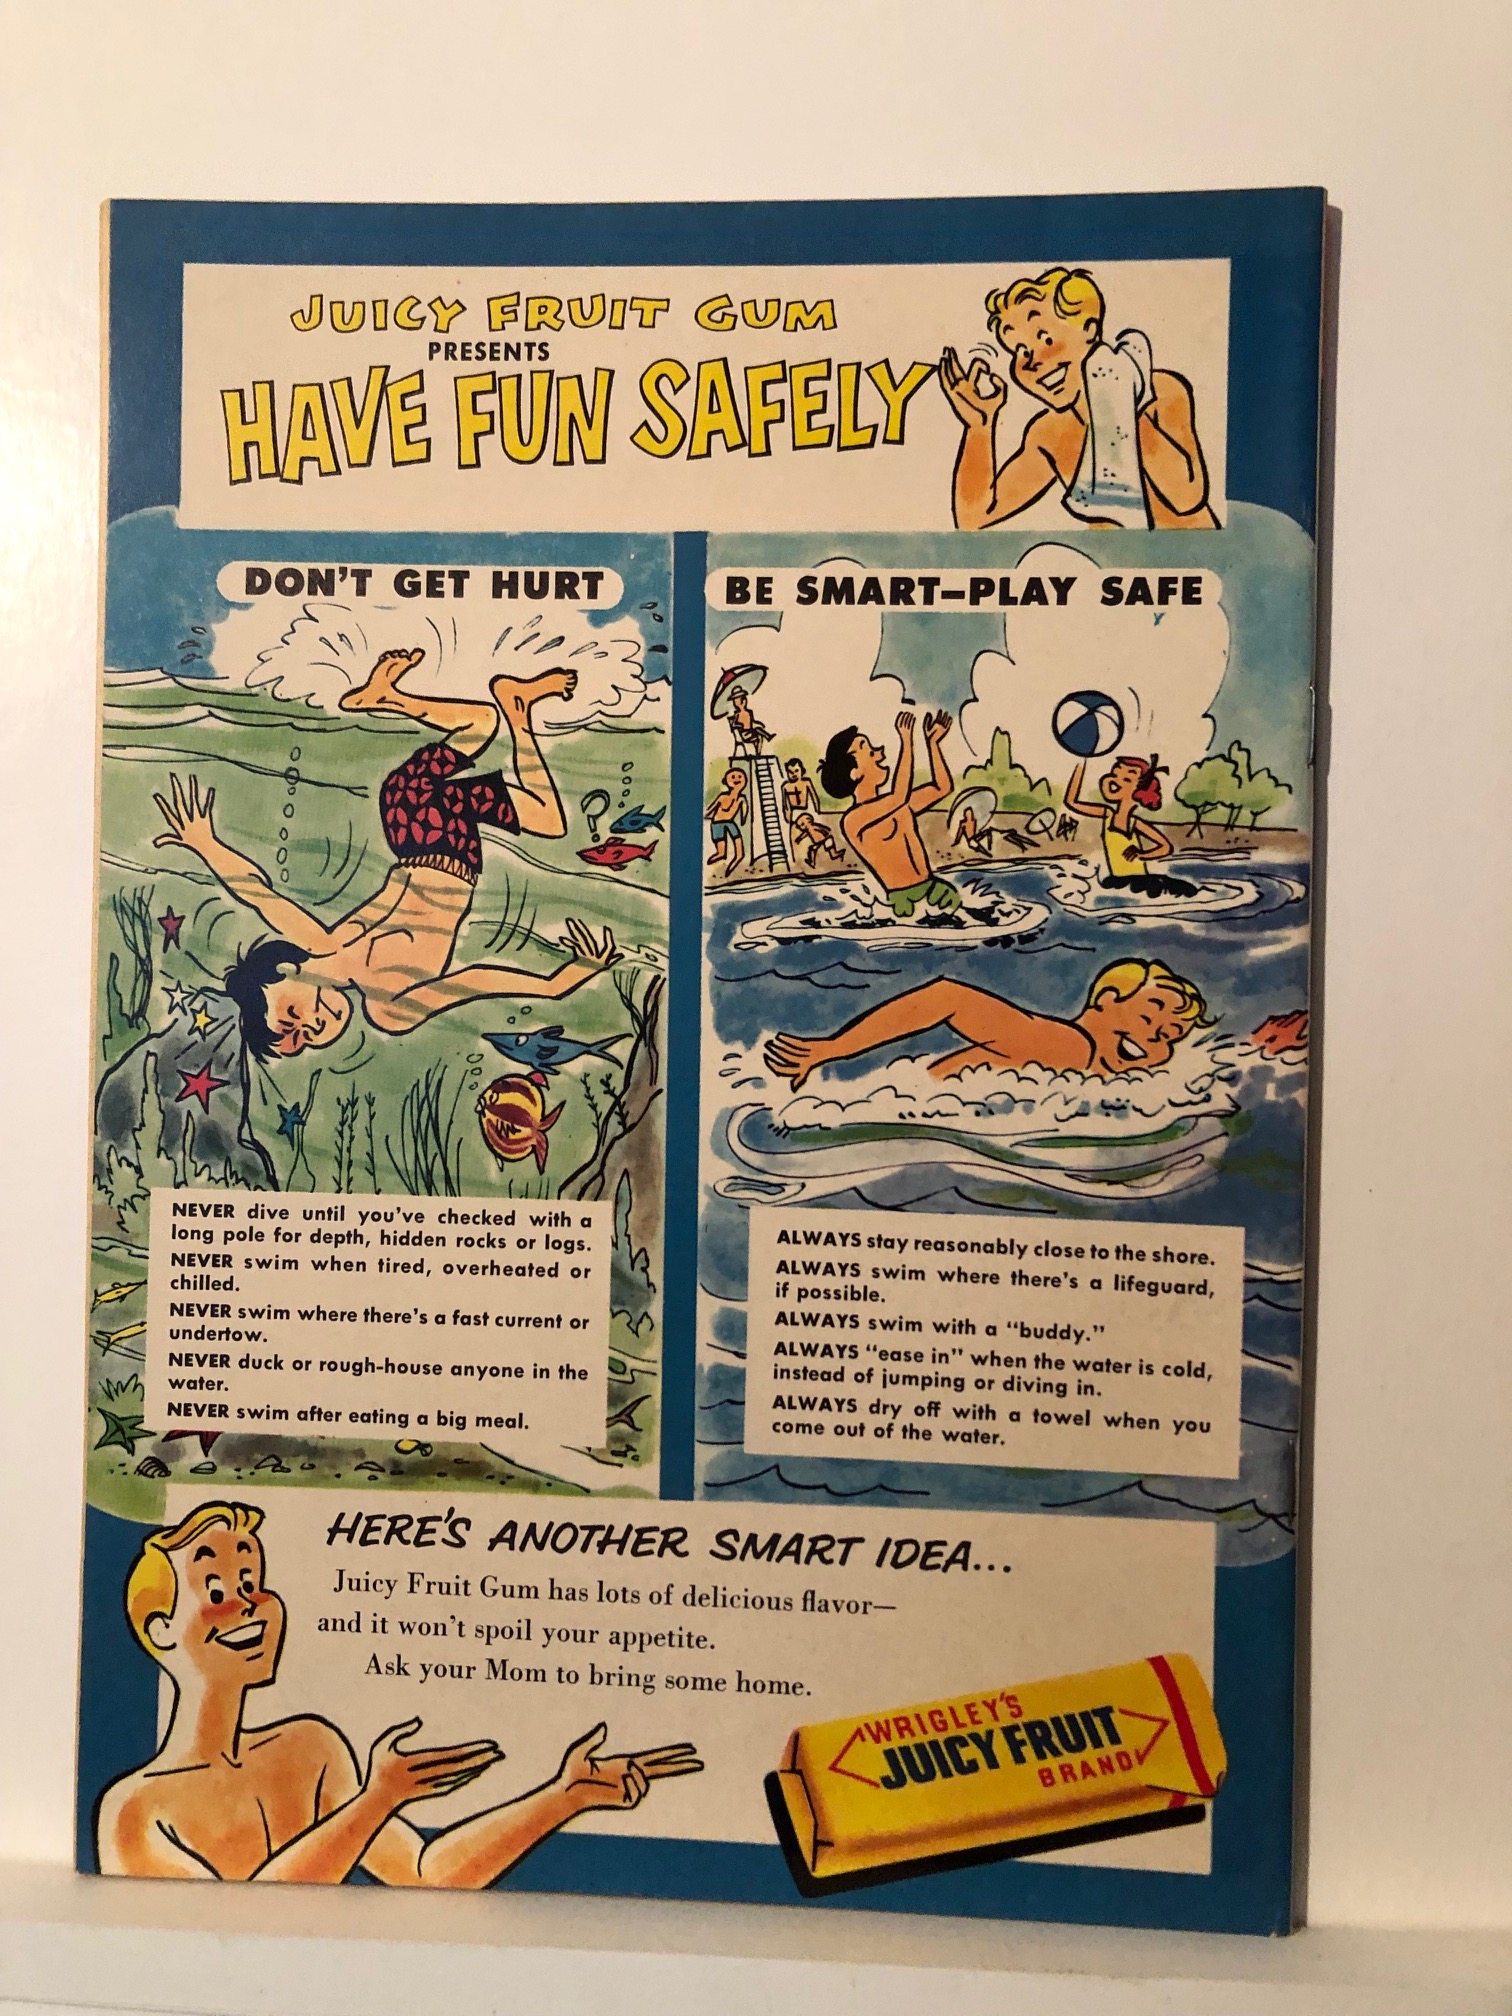 JUICY FRUIT GUM
PRESENTS
HAVE FUN SAFELY
DON'T GET HURT
?
NEVER dive until you've checked with a
long pole for depth, hidden rocks or logs.
NEVER swim when tired, overheated or
chilled.
NEVER swim where there's a fast current or
undertow.
NEVER duck or rough-house anyone in the
water.
NEVER swim after eating a big meal.
BE SMART—PLAY SAFE
ALWAYS stay reasonably close to the shore.
ALWAYS swim where there's a lifeguard,
if possible.
ALWAYS swim with a "buddy."
ALWAYS "ease in" when the water is cold,
instead of jumping or diving in.
ALWAYS dry off with a towel when you
come out of the water.
HERE'S ANOTHER SMART IDEA...
Juicy Fruit Gum has lots of delicious flavor—
and it won't spoil your appetite.
Ask your Mom to bring some home.
WRIGLEY'S
JUICY FRUIT
BRAND